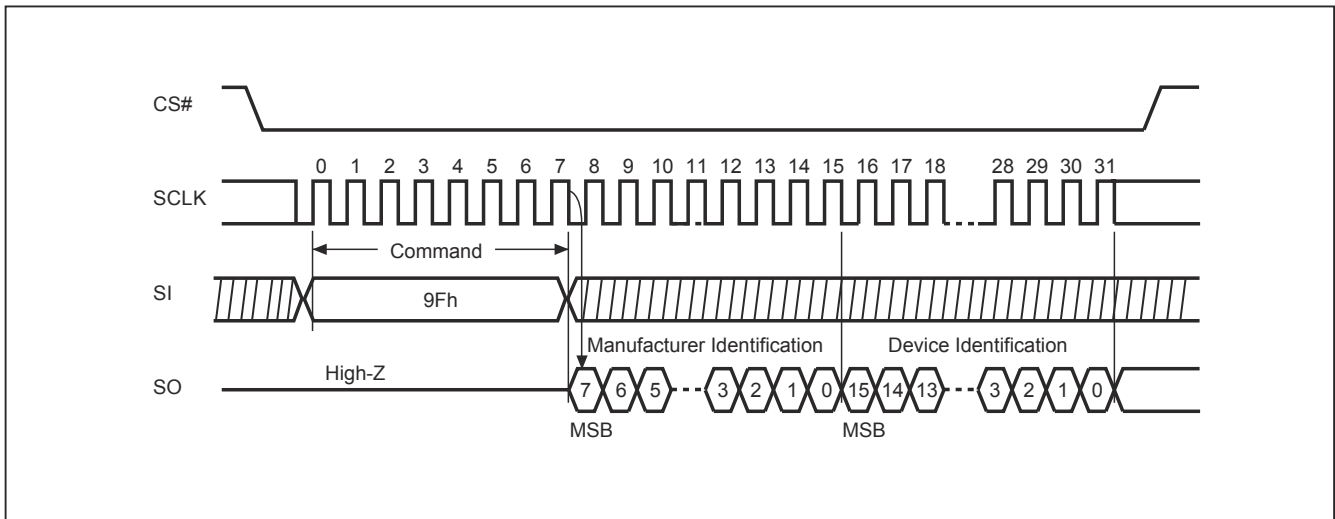 CS#
0 1 2 3 4 5 6 7 8 9 10 11 12 13 14 15 16 17 18 28 29 30 31
SCLK
Command
SI
9Fh
Manufacturer Identification Device Identification
High-Z
SO
7 6 5 3 2 1 0 15 14 13 3 2 1 0
MSB MSB